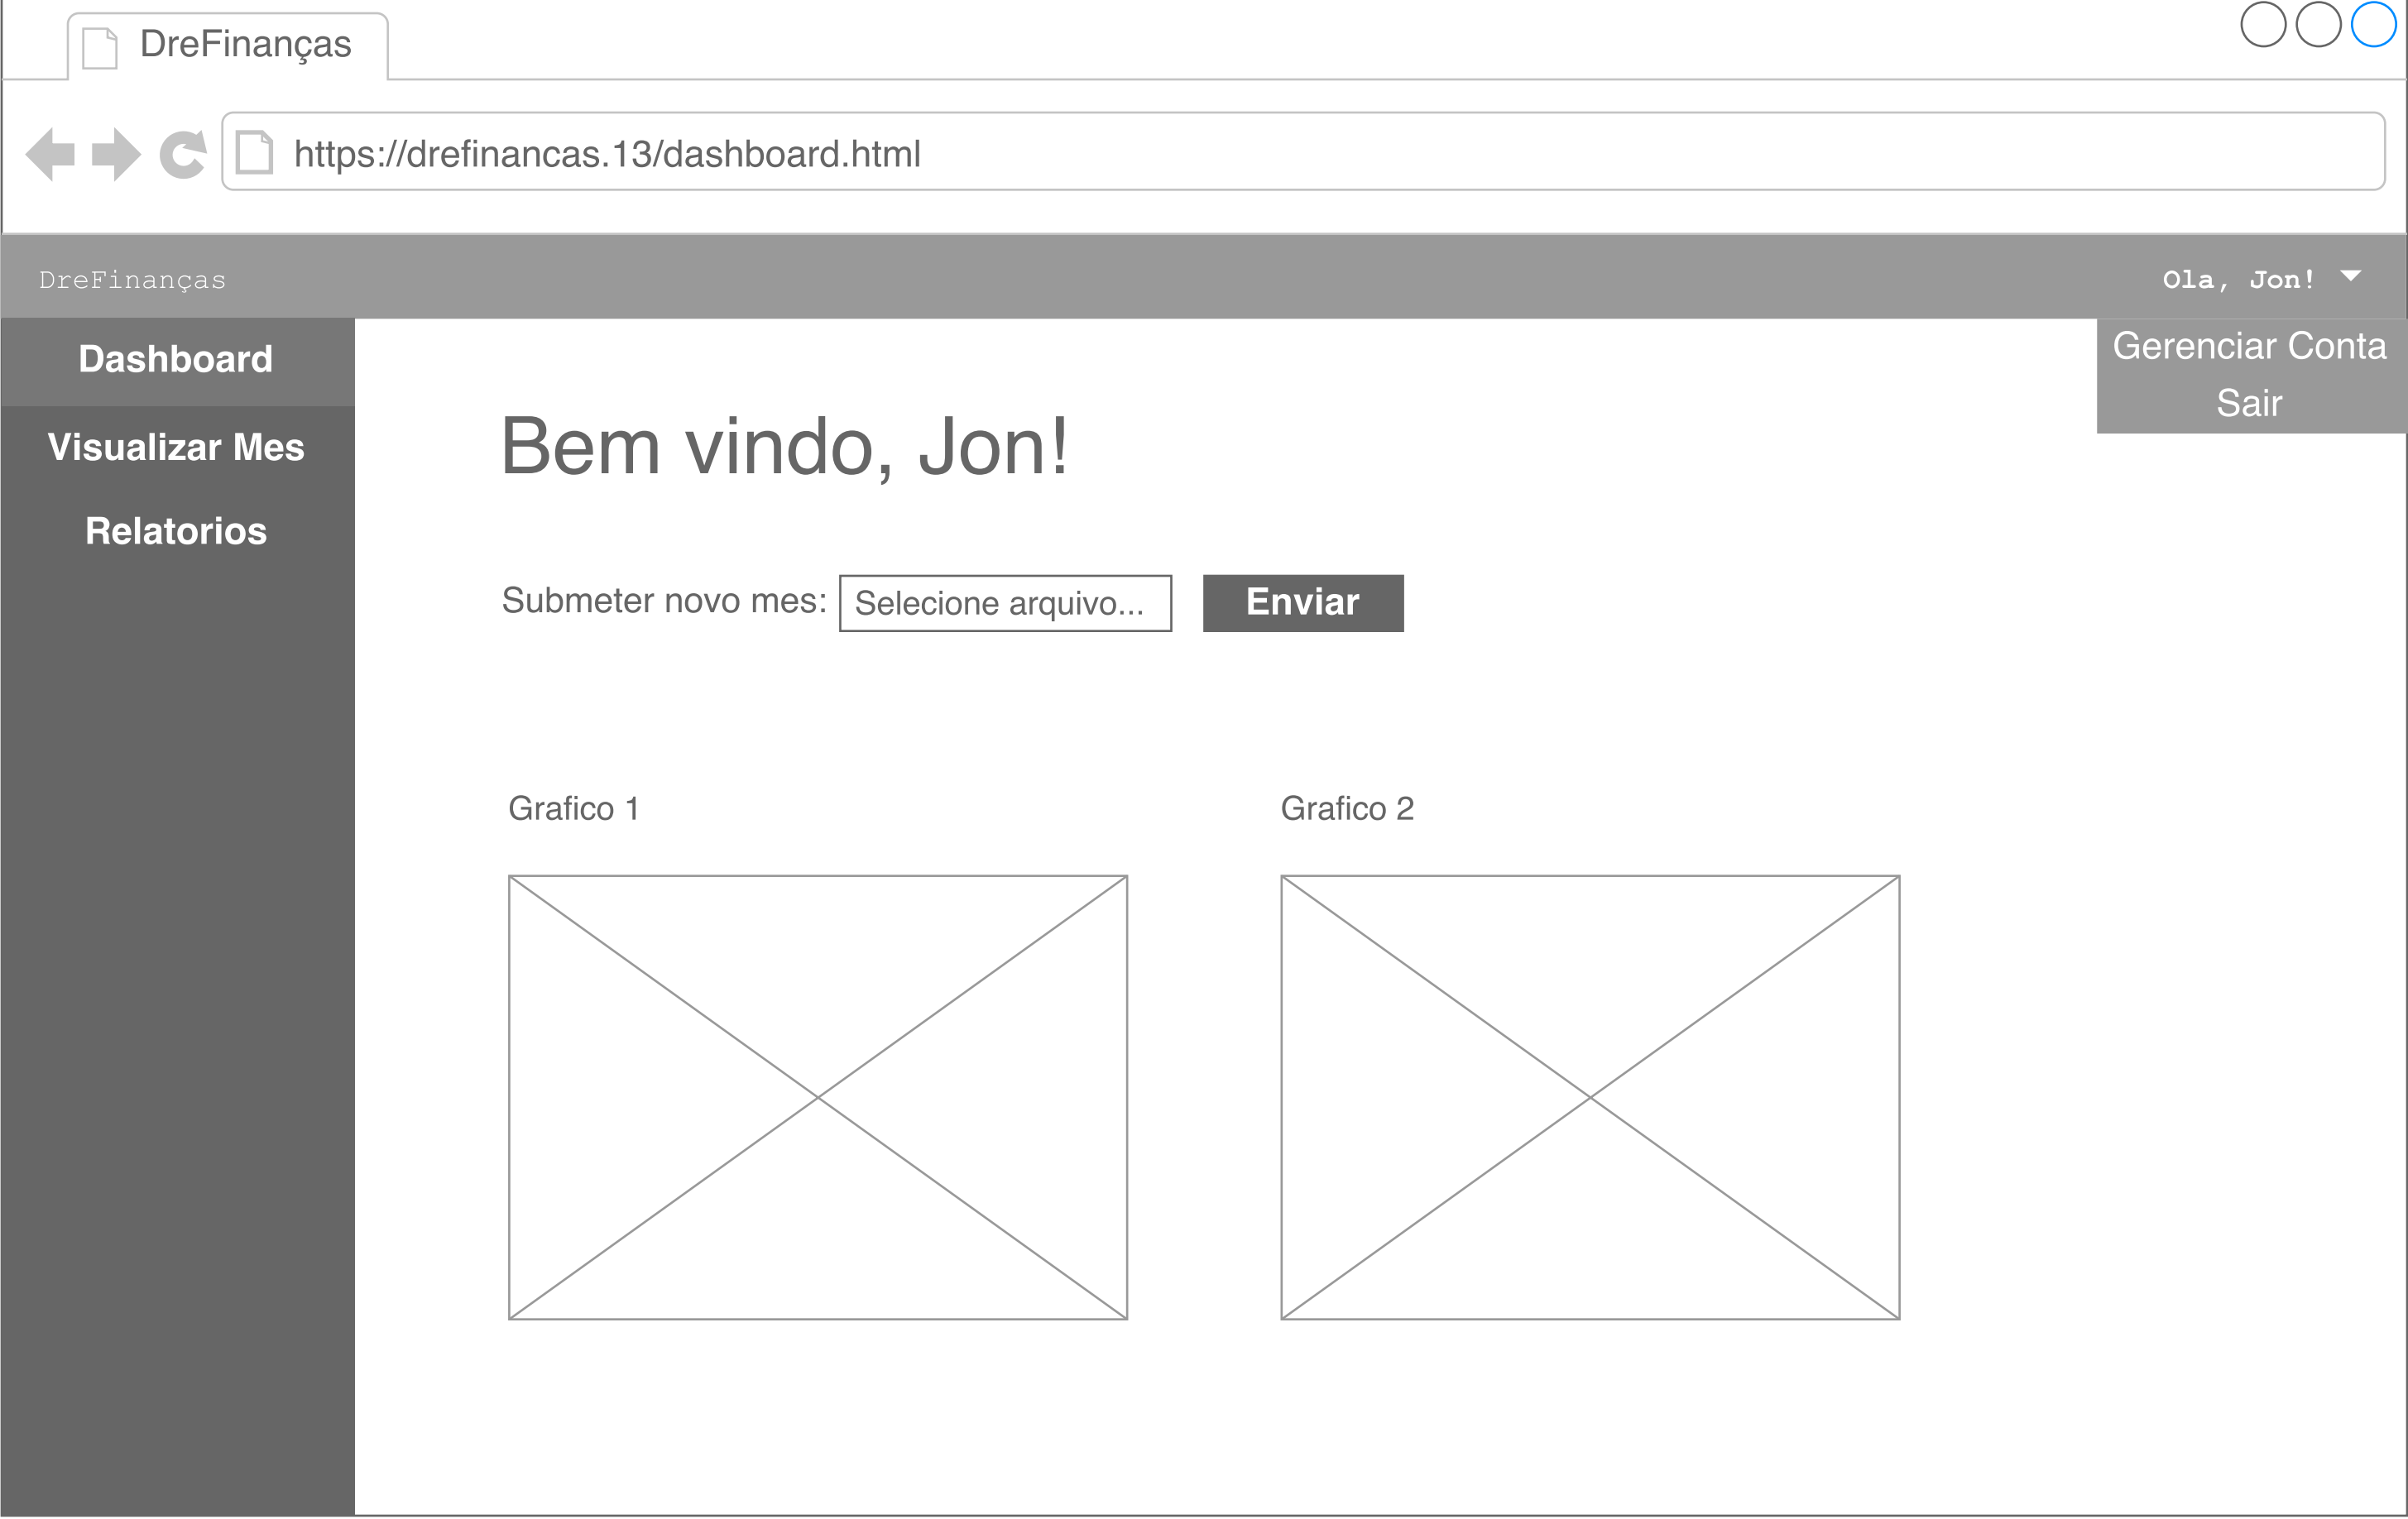 DreFinanças
https://drefinancas.13/dashboard.html
DreFinanças
Ola, Jon!
Gerenciar Conta
Sair
Dashboard
Visualizar Mes
Relatorios
Bem vindo, Jon!
Submeter novo mes: Selecione arquivo... Enviar
Grafico 1
Grafico 2